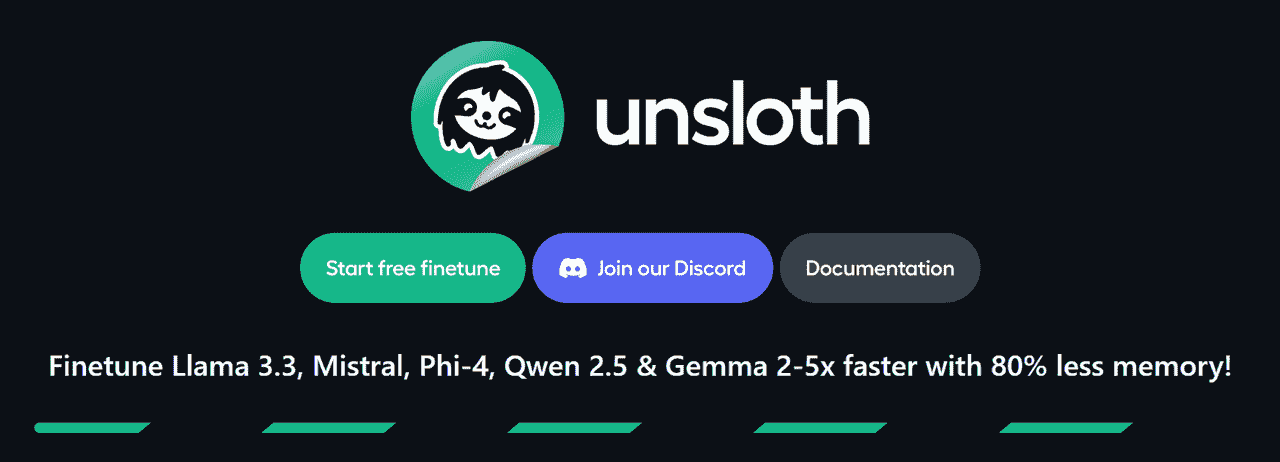 unsloth
Start free finetune
Join our Discord
Documentation
Finetune Llama 3.3, Mistral, Phi-4, Qwen 2.5 & Gemma 2-5x faster with 80% less memory!